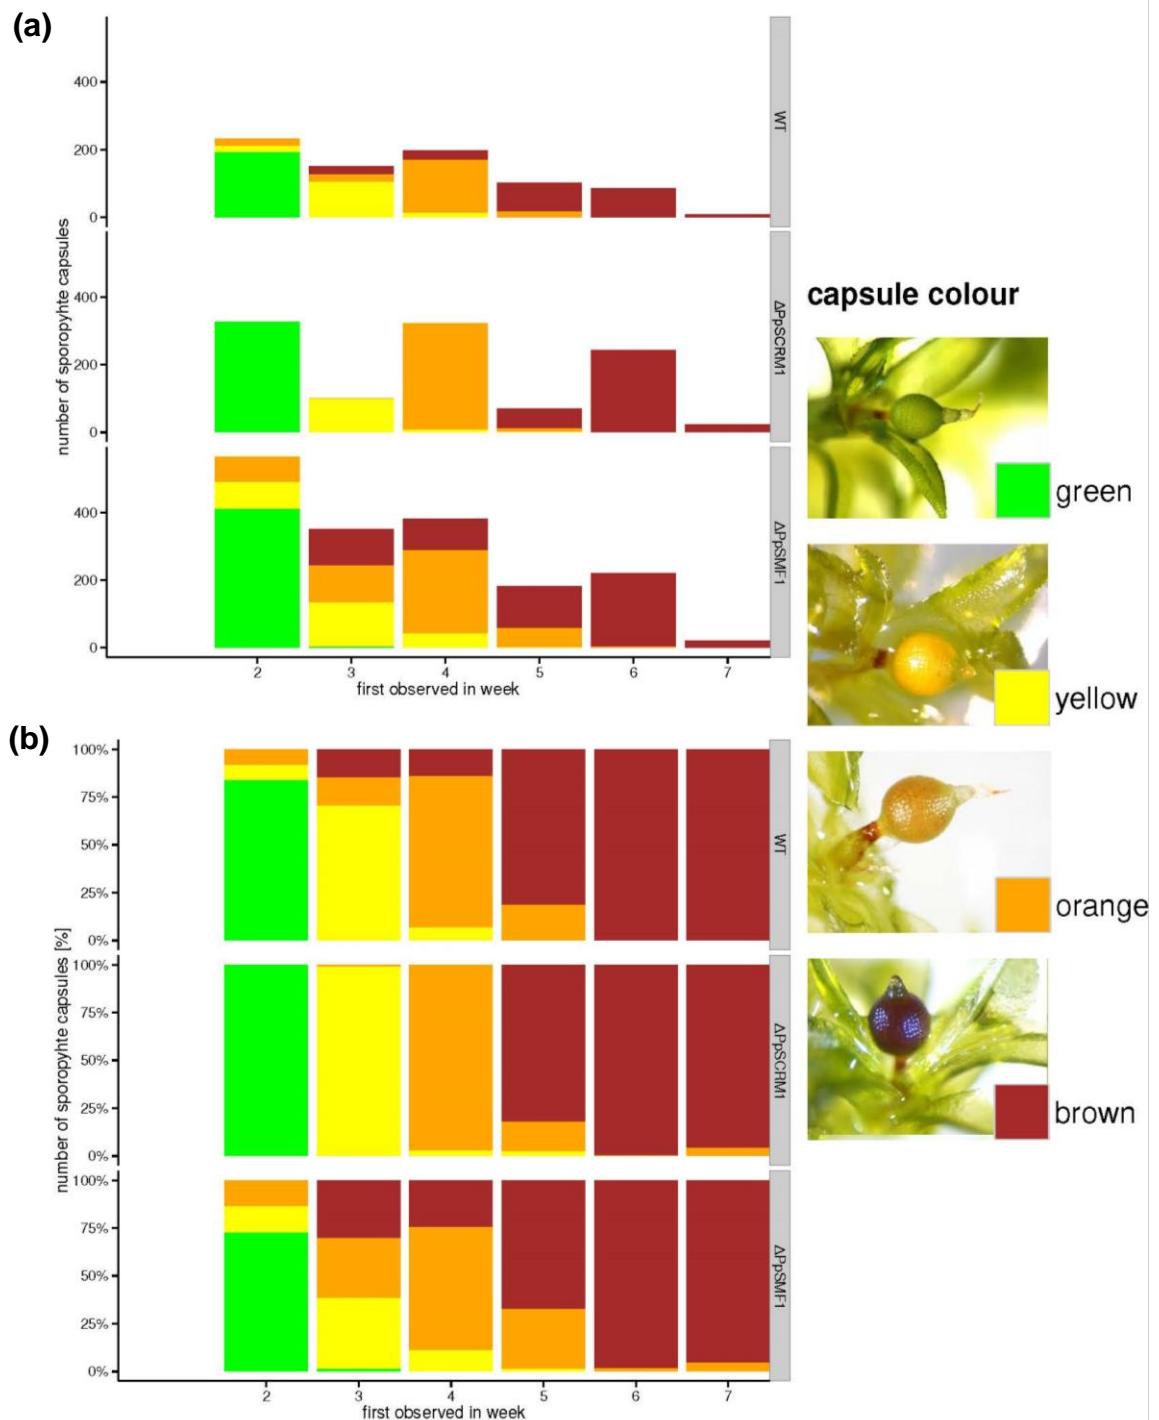 (a)
400
200
0
WT
400
200
0
ΔPpSCRM1
400
200
0
ΔPpSMF1
number of sporopyhte capsules
2 3 4 5 6 7
first observed in week
(b)
100%
75%
50%
25%
0%
WT
100%
75%
50%
25%
0%
ΔPpSCRM1
100%
75%
50%
25%
0%
ΔPpSMF1
number of sporopyhte capsules [%]
2 3 4 5 6 7
first observed in week
capsule colour
green
yellow
orange
brown